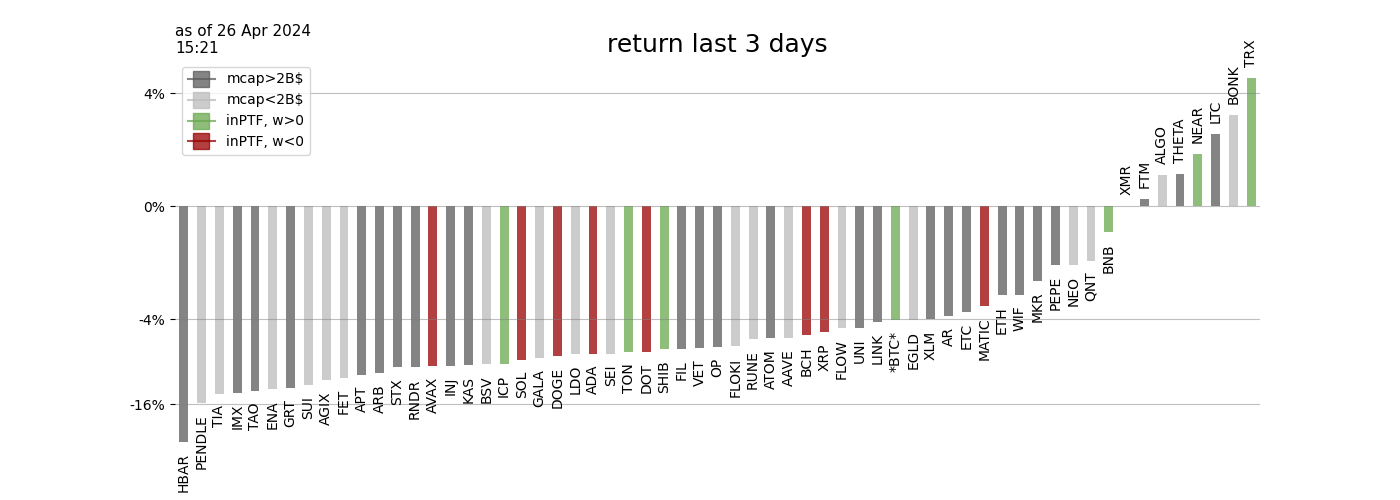 as of 26 Apr 2024
15:21
return last 3 days
mcap>2B$
mcap<2B$
inPTF, w>0
inPTF, w<0
4%
0%
-4%
-16%
HBAR
PENDLE
TIA
IMX
TAO
ENA
GRT
SUI
AGIX
FET
APT
ARB
STX
RNDR
AVAX
INJ
KAS
BSV
ICP
SOL
GALA
DOGE
LDO
ADA
SEI
TON
DOT
SHIB
FIL
VET
OP
FLOKI
RUNE
ATOM
AAVE
BCH
XRP
FLOW
UNI
LINK
*BTC*
EGLD
XLM
AR
ETC
MATIC
ETH
WIF
MKR
PEPE
NEO
QNT
BNB
XMR
FTM
ALGO
THETA
NEAR
LTC
BONK
TRX